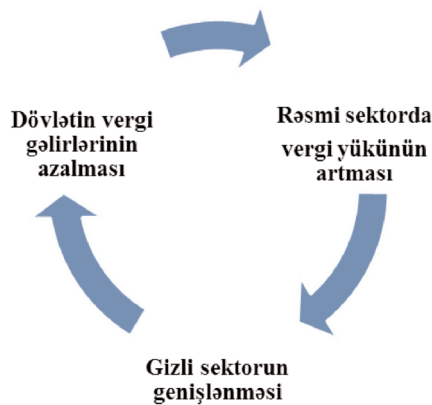 Dövlətin vergi
gəlirlərinin
azalması
Rəsmi sektorda
vergi yükünün
artması
Gizli sektorun
genişlənməsi